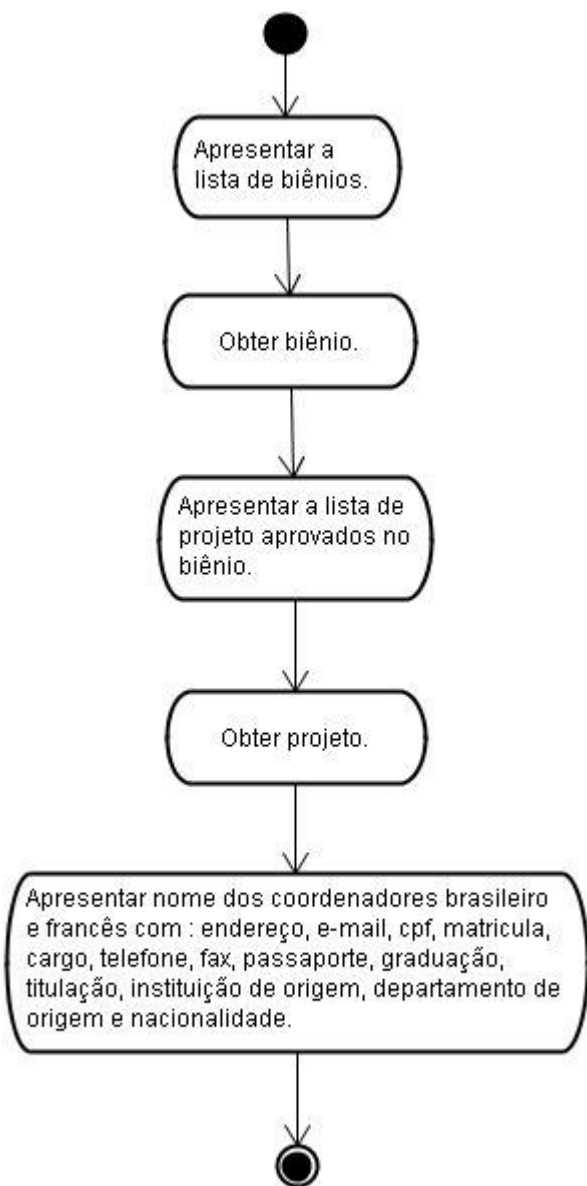 Apresentar a
lista de biênios.
Obter biênio.
Apresentar a lista de
projeto aprovados no
biênio.
Obter projeto.
Apresentar nome dos coordenadores brasileiro
e francês com : endereço, e-mail, cpf, matricula,
cargo, telefone, fax, passaporte, graduação,
titulação, instituição de origem, departamento de
origem e nacionalidade.